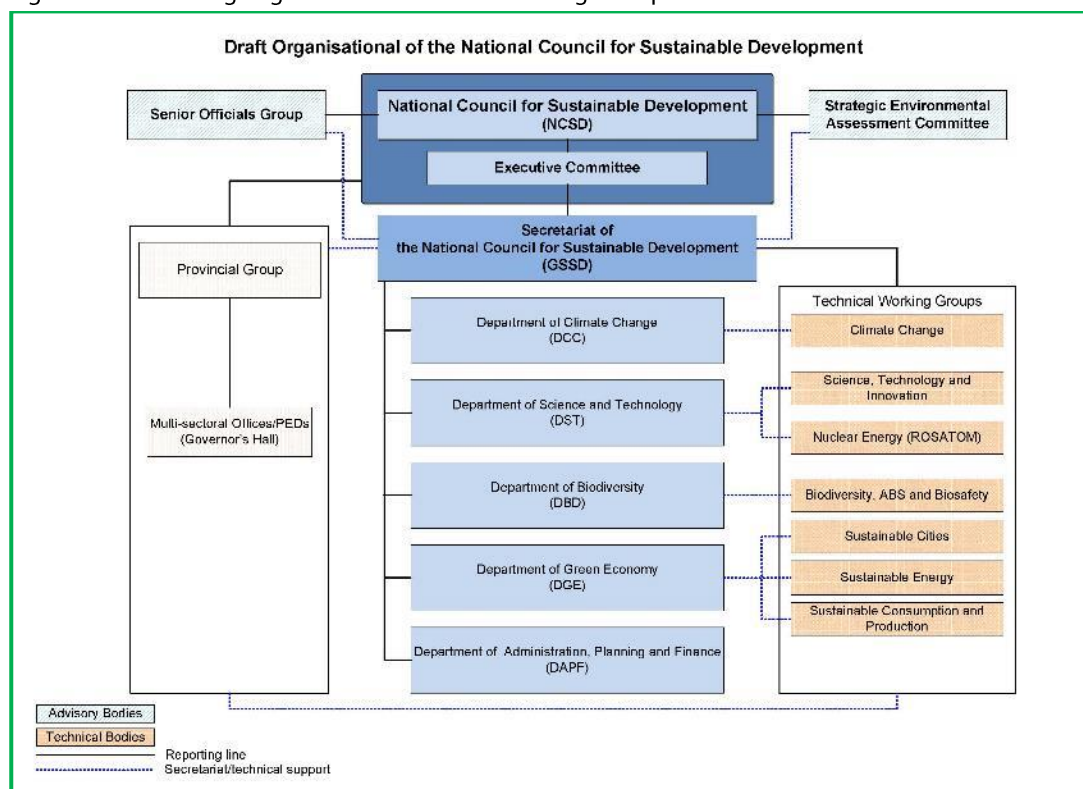 Draft Organisational of the National Council for Sustainable Development
Senior Officials Group
National Council for Sustainable Development
(NCSD)
Strategic Environmental
Assessment Committee
Executive Committee
Secretariat of
the National Council for Sustainable Development
(GSSD)
Provincial Group
Multi-sectoral Offices/PEDs
(Governor's Hall)
Department of Climate Change
(DCC)
Department of Science and Technology
(DST)
Department of Biodiversity
(DBD)
Department of Green Economy
(DGE)
Department of Administration, Planning and Finance
(DAPF)
Technical Working Groups
Climate Change
Science, Technology and
Innovation
Nuclear Energy (ROSATOM)
Biodiversity, ABS and Biosafety
Sustainable Cities
Sustainable Energy
Sustainable Consumption and
Production
Advisory Bodies
Technical Bodies
Reporting line
Secretariat/technical support